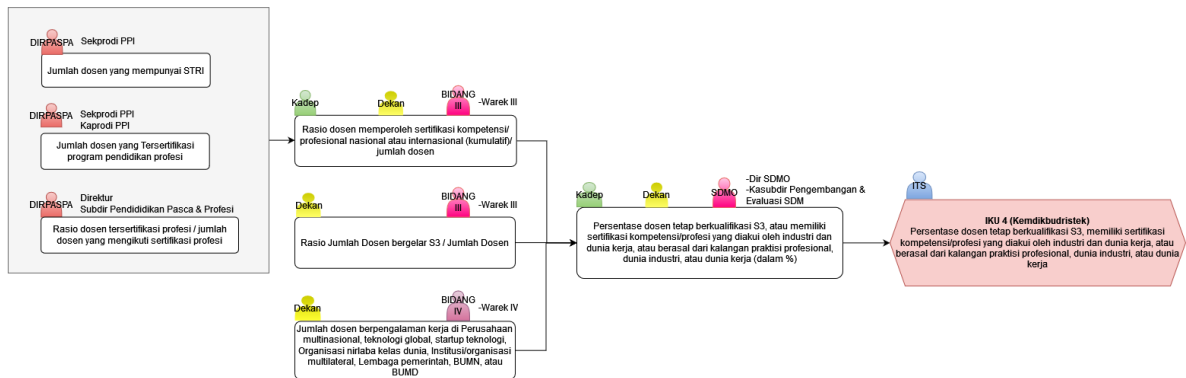 DIRPASPA
Sekprodi PPI
Jumlah dosen yang mempunyai STRI
DIRPASPA
Sekprodi PPI
Kaprodi PPI
Jumlah dosen yang Tersertifikasi
program pendidikan profesi
DIRPASPA
Direktur
Subdir Pendididikan Pasca & Profesi
Rasio dosen tersertifikasi profesi / jumlah
dosen yang mengikuti sertifikasi profesi
Kadep
Dekan
BIDANG
III
-Warek III
Rasio dosen memperoleh sertifikasi kompetensi/
profesional nasional atau internasional (kumulatif)/
jumlah dosen
Dekan
BIDANG
III
-Warek III
Rasio Jumlah Dosen bergelar S3 / Jumlah Dosen
Dekan
BIDANG
IV
-Warek IV
Jumlah dosen berpengalaman kerja di Perusahaan
multinasional, teknologi global, startup teknologi,
Organisasi nirlaba kelas dunia, Institusi/organisasi
multilateral, Lembaga pemerintah, BUMN, atau
BUMD
Kadep
Dekan
SDMO
-Dir SDMO
-Kasubdir Pengembangan &
Evaluasi SDM
Persentase dosen tetap berkualifikasi S3, atau memiliki
sertifikasi kompetensi/profesi yang diakui oleh industri dan
dunia kerja, atau berasal dari kalangan praktisi profesional,
dunia industri, atau dunia kerja (dalam %)
ITS
IKU 4 (Kemdikbudristek)
Persentase dosen tetap berkualifikasi S3, memiliki sertifikasi
kompetensi/profesi yang diakui oleh industri dan dunia kerja, atau
berasal dari kalangan praktisi profesional, dunia industri, atau dunia
kerja